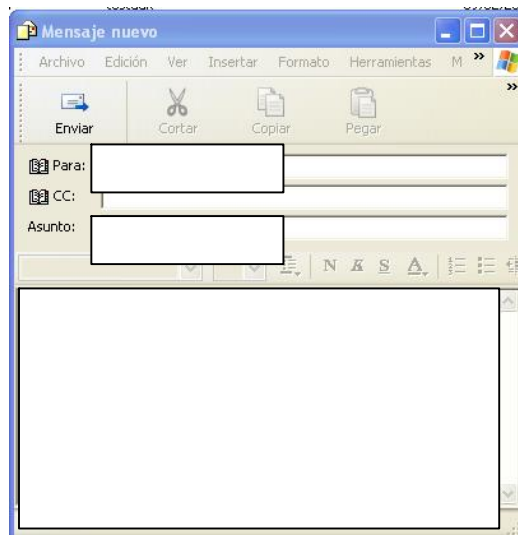 Mensaje nuevo
Archivo Edición Ver Insertar Formato Herramientas M »
»
Enviar Cortar Copiar Pegar
Para:
CC:
Asunto:
N K S A